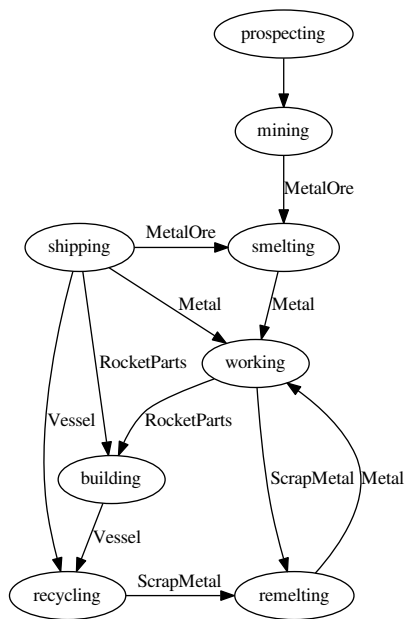 prospecting
mining
MetalOre
shipping
MetalOre
smelting
Metal
Metal
working
RocketParts
RocketParts
Vessel
building
ScrapMetal
Metal
Vessel
recycling
ScrapMetal
remelting